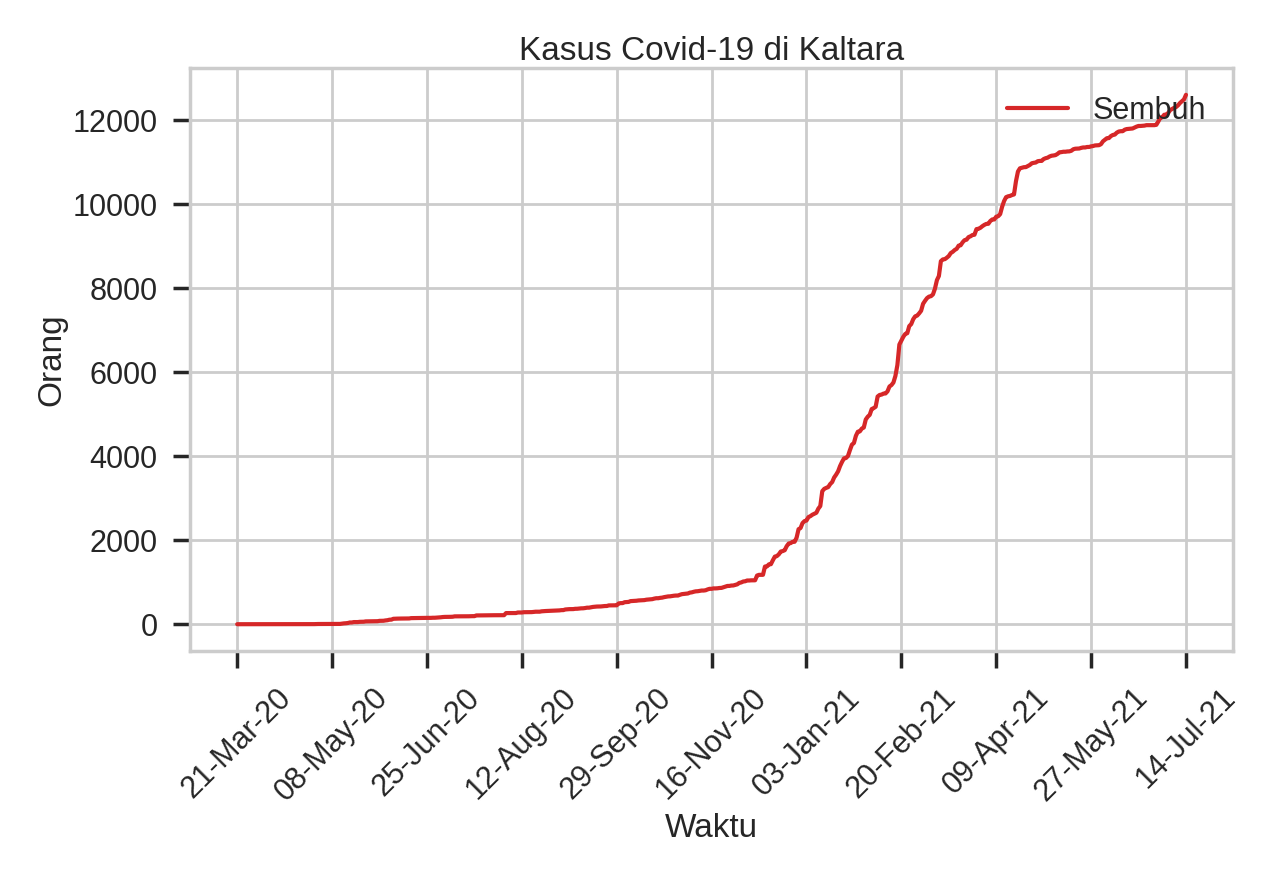 Kasus Covid-19 di Kaltara
Sembuh
12000
10000
8000
6000
4000
2000
0
Orang
21-Mar-20
08-May-20
25-Jun-20
12-Aug-20
29-Sep-20
16-Nov-20
03-Jan-21
20-Feb-21
09-Apr-21
27-May-21
14-Jul-21
Waktu